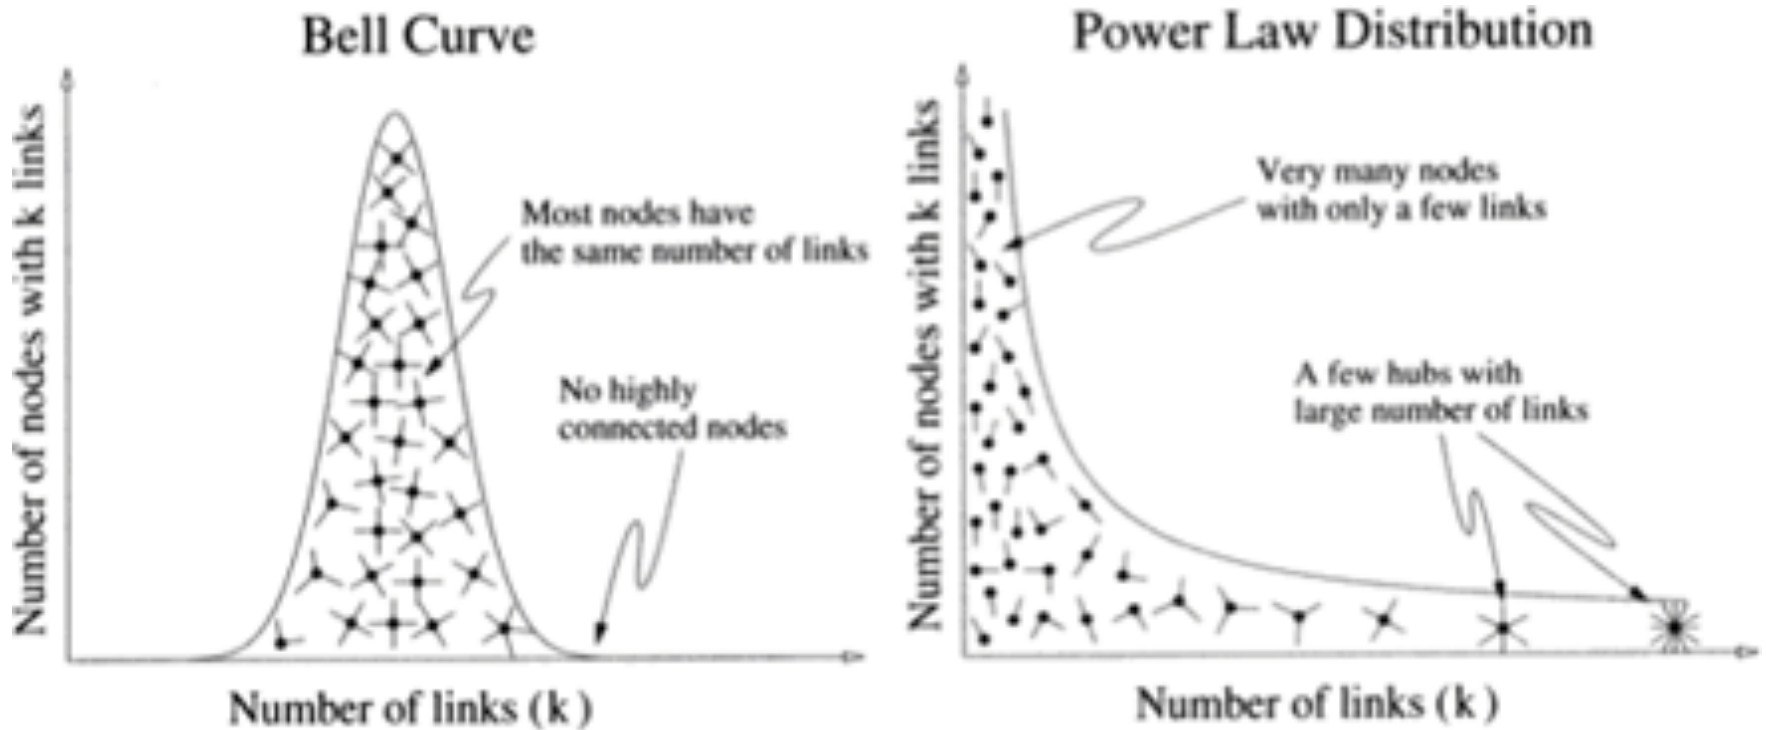 Bell Curve
Number of nodes with k links
Most nodes have
the same number of links
No highly
connected nodes
Number of links (k)
Power Law Distribution
Number of nodes with k links
Very many nodes
with only a few links
A few hubs with
large number of links
Number of links (k)